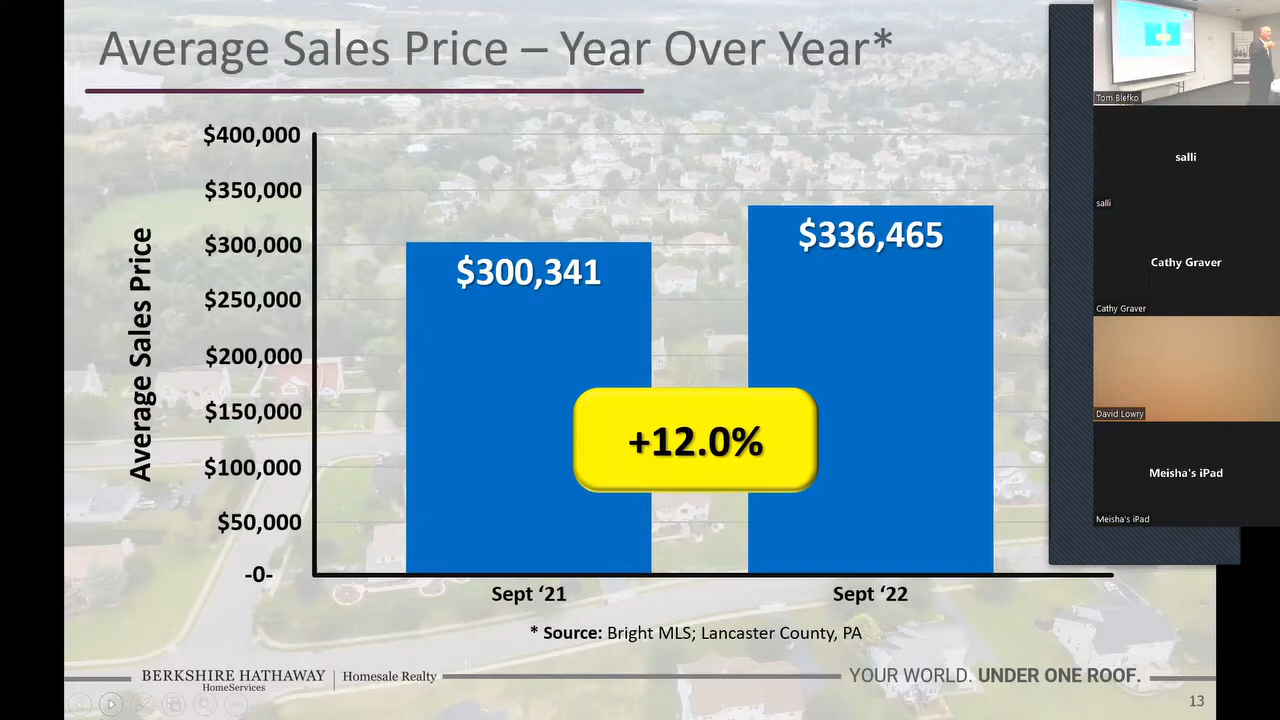 Average Sales Price – Year Over Year*
$400,000
$350,000
$300,000
$250,000
$200,000
$150,000
$100,000
$50,000
-0-
Average Sales Price
$300,341
$336,465
+12.0%
Sept ‘21
Sept ‘22
* Source: Bright MLS; Lancaster County, PA
BERKSHIRE HATHAWAY
HomeServices
Homesale Realty
YOUR WORLD. UNDER ONE ROOF.
13
Tom Blefko
salli
salli
Cathy Graver
Cathy Graver
David Lowry
Meisha's iPad
Meisha's iPad